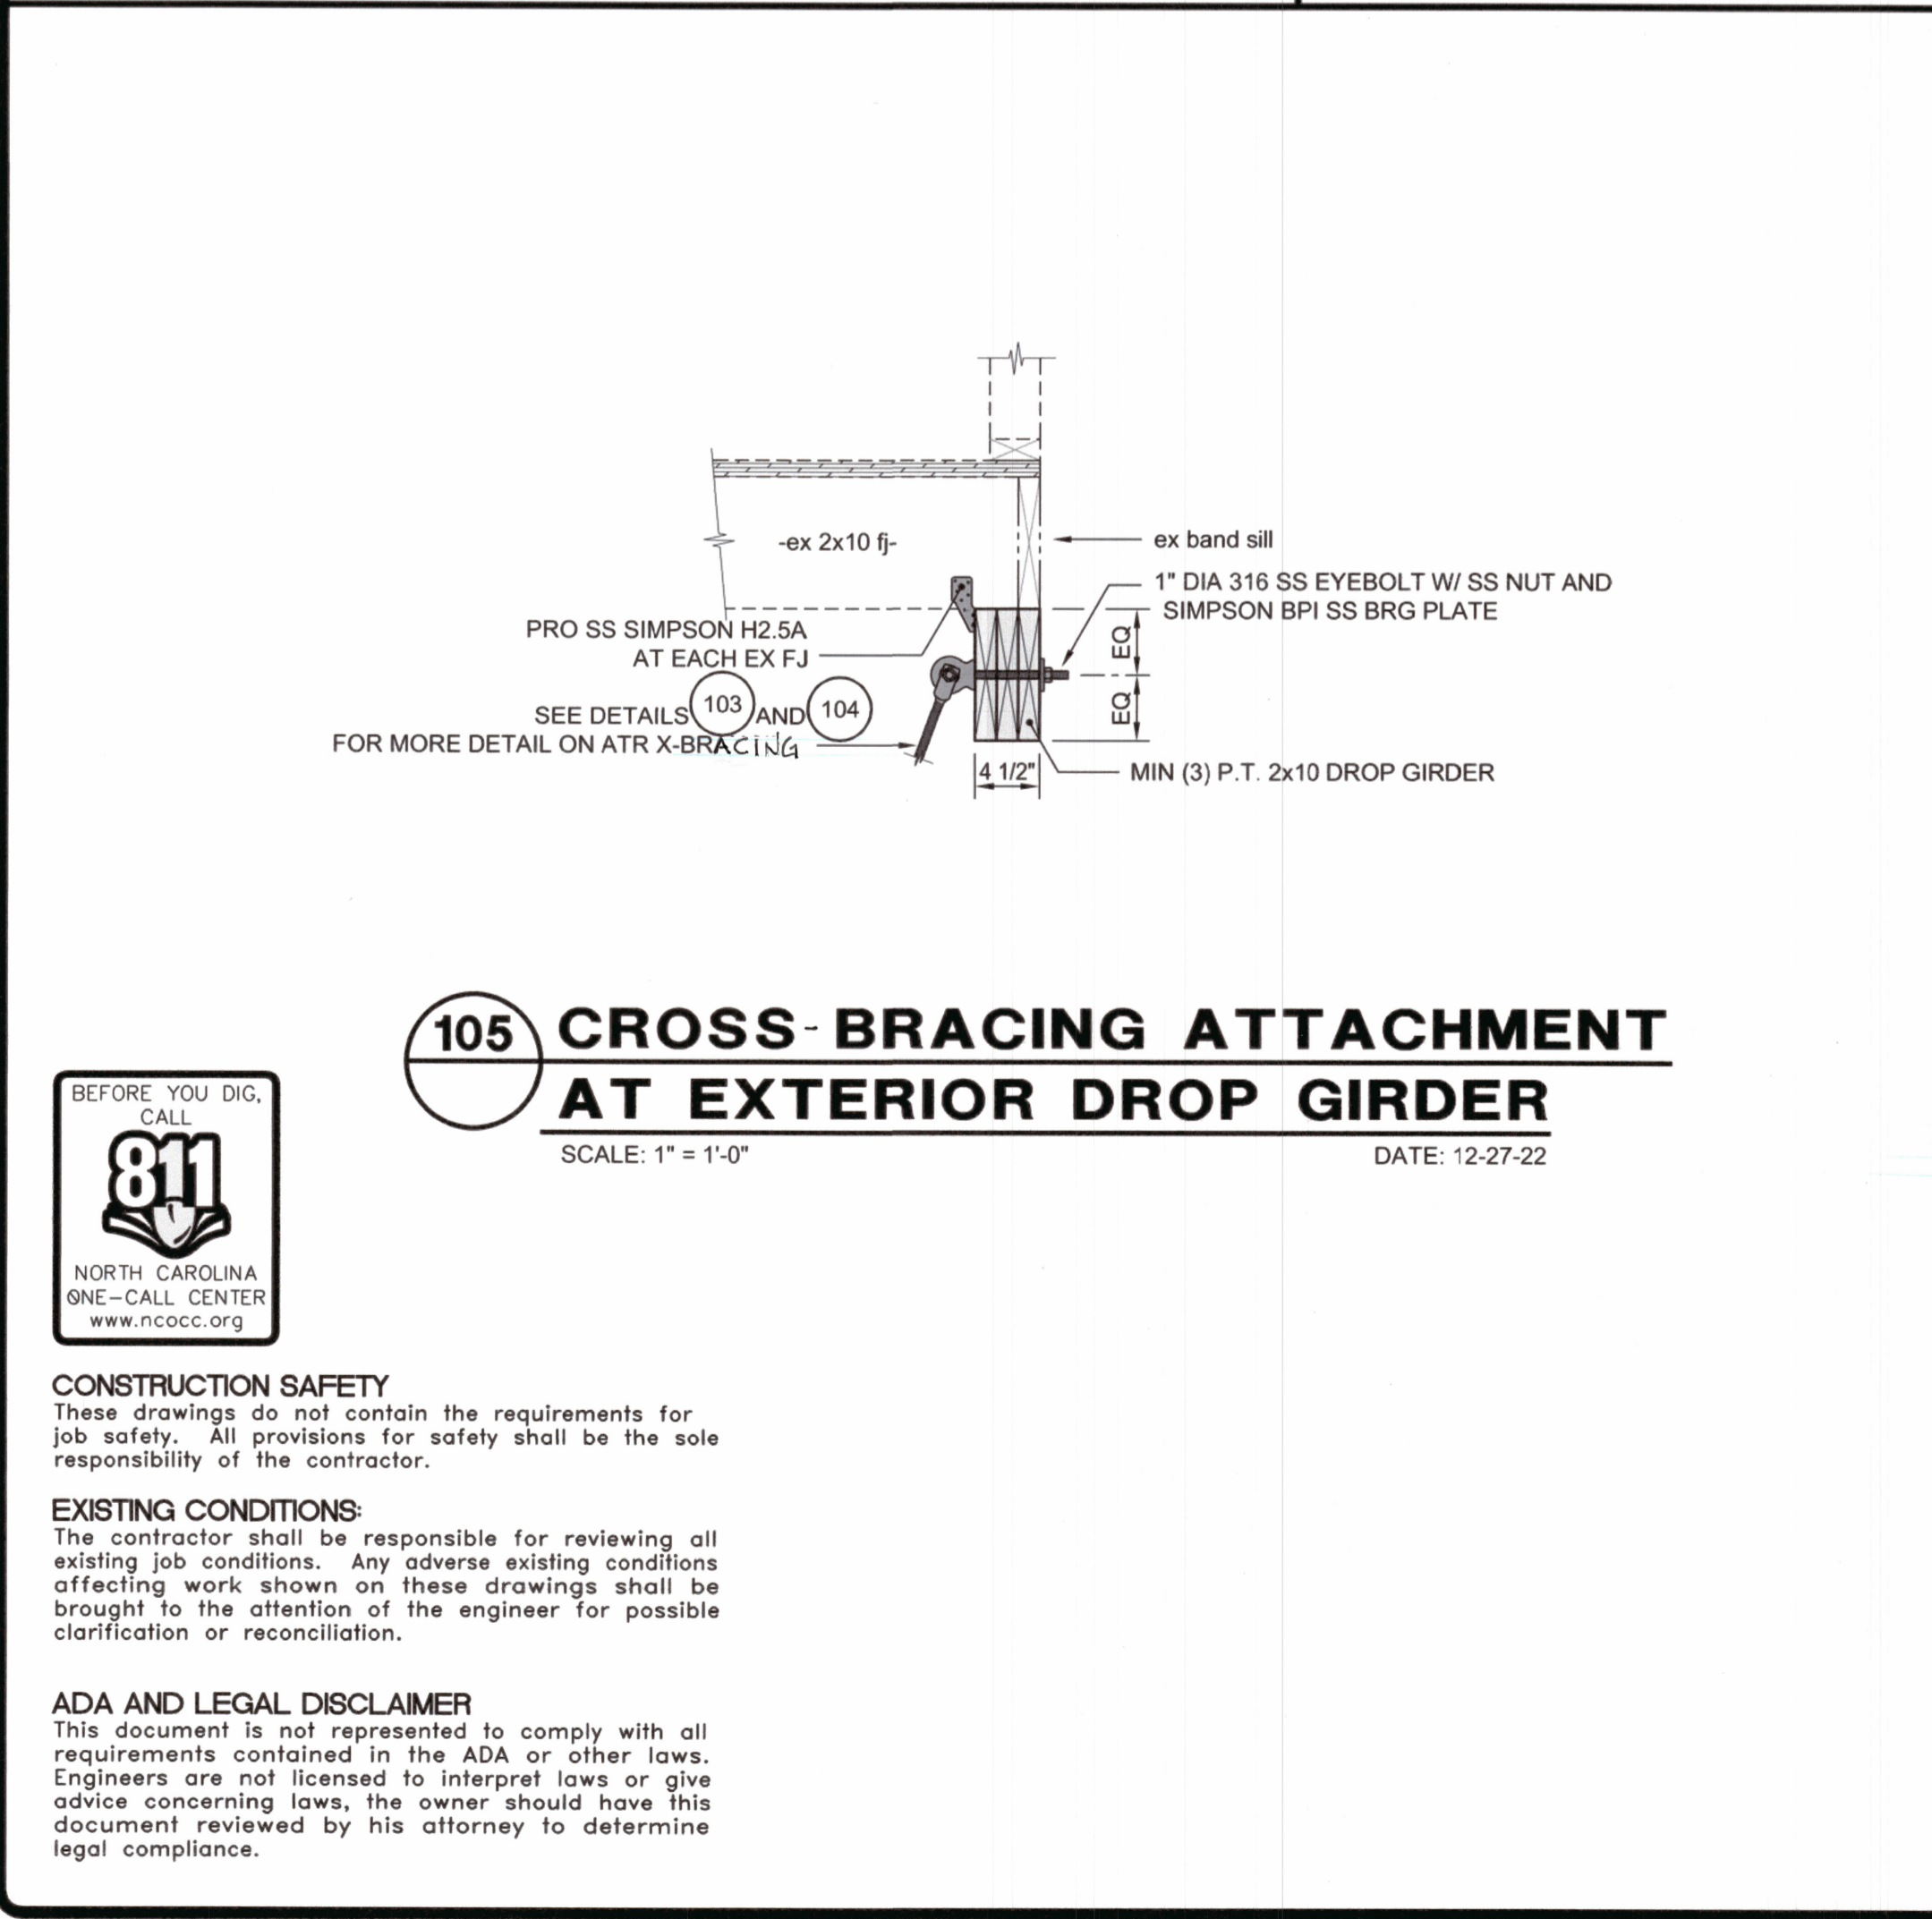 -ex 2x10 fj-
ex band sill
1" DIA 316 SS EYEBOLT W/ SS NUT AND
SIMPSON BPI SS BRG PLATE
PRO SS SIMPSON H2.5A
AT EACH EX FJ
EQ
EQ
SEE DETAILS 103 AND 104
FOR MORE DETAIL ON ATR X-BRACING
4 1/2"
MIN (3) P.T. 2x10 DROP GIRDER
105 CROSS-BRACING ATTACHMENT
AT EXTERIOR DROP GIRDER
SCALE: 1" = 1'-0" DATE: 12-27-22
BEFORE YOU DIG,
CALL
811
NORTH CAROLINA
ONE-CALL CENTER
www.ncocc.org
CONSTRUCTION SAFETY
These drawings do not contain the requirements for
job safety. All provisions for safety shall be the sole
responsibility of the contractor.
EXISTING CONDITIONS:
The contractor shall be responsible for reviewing all
existing job conditions. Any adverse existing conditions
affecting work shown on these drawings shall be
brought to the attention of the engineer for possible
clarification or reconciliation.
ADA AND LEGAL DISCLAIMER
This document is not represented to comply with all
requirements contained in the ADA or other laws.
Engineers are not licensed to interpret laws or give
advice concerning laws, the owner should have this
document reviewed by his attorney to determine
legal compliance.